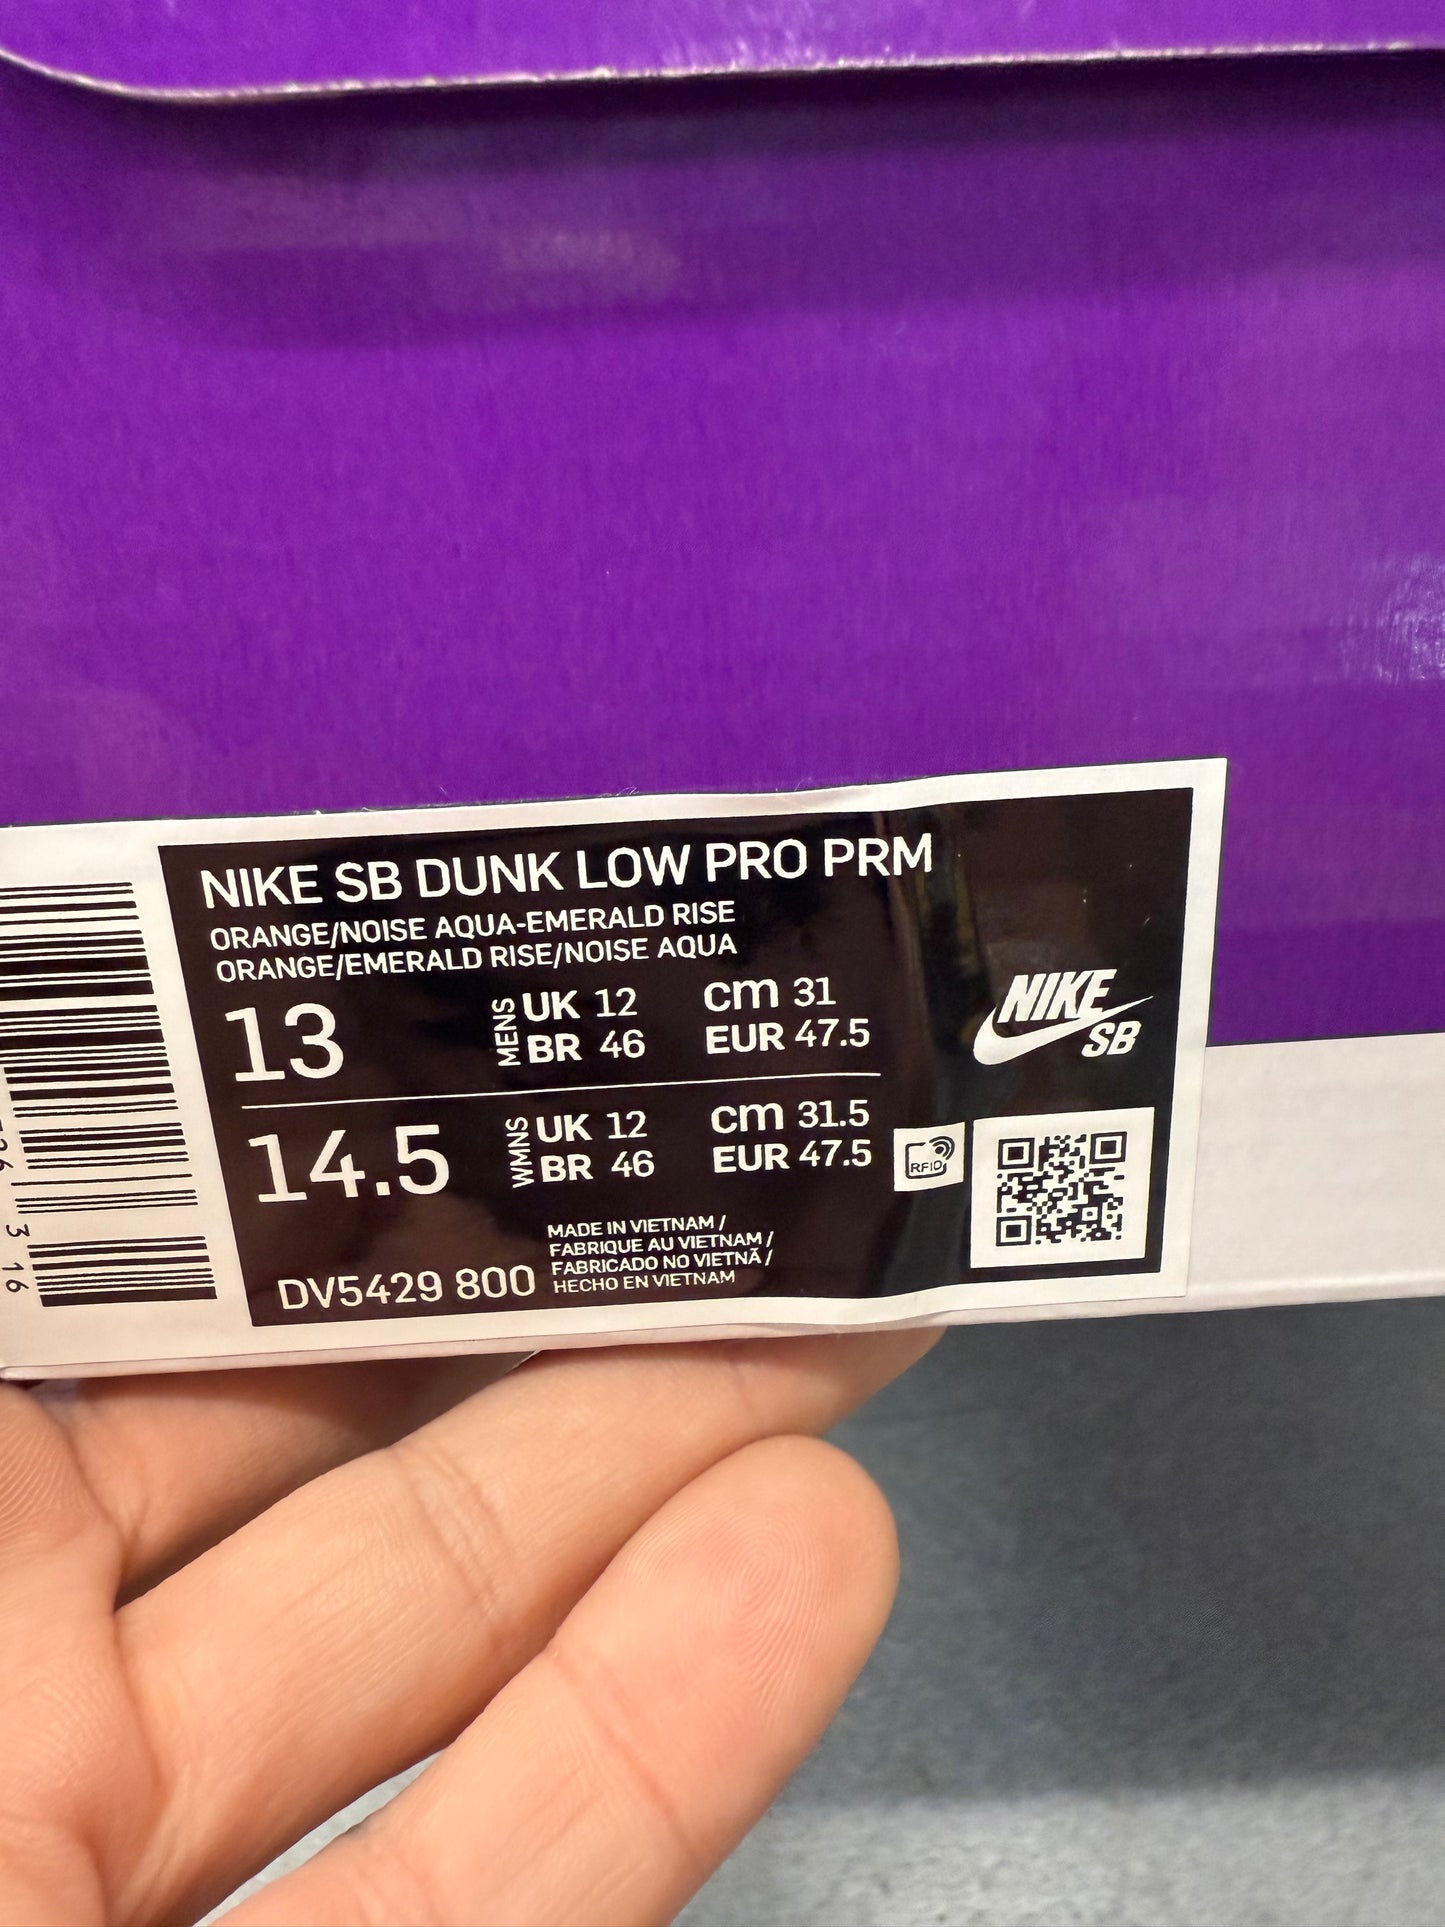 NIKE SB DUNK LOW PRO PRM
ORANGE/NOISE AQUA-EMERALD RISE
ORANGE/EMERALD RISE/NOISE AQUA
13 MENS UK 12 cm 31
BR 46 EUR 47.5
NIKE
SB
14.5 WMNS UK 12 cm 31.5
BR 46 EUR 47.5
RFID
MADE IN VIETNAM /
FABRIQUE AU VIETNAM /
FABRICADO NO VIETNÃ /
HECHO EN VIETNAM
DV5429 800
3 16